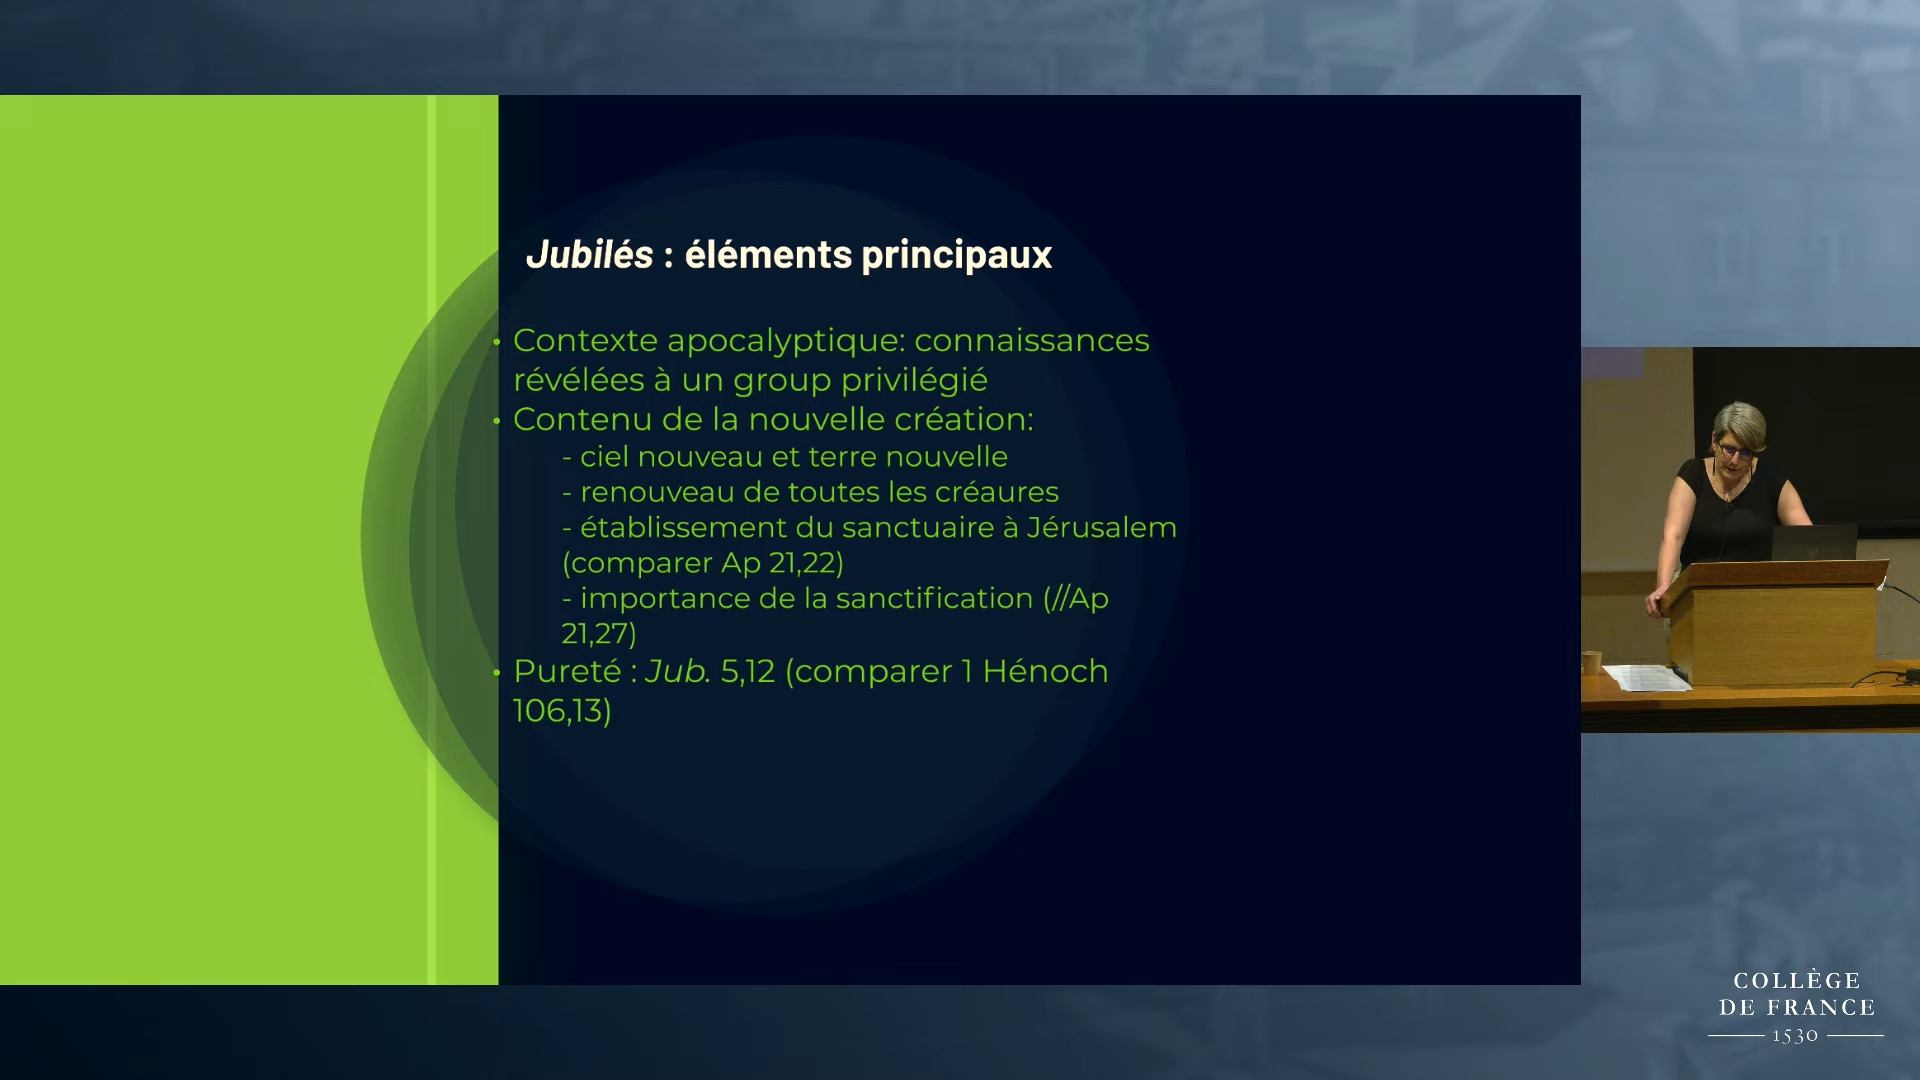 Jubilés : éléments principaux
• Contexte apocalyptique: connaissances
révélées à un group privilégié
• Contenu de la nouvelle création:
- ciel nouveau et terre nouvelle
- renouveau de toutes les créaures
- établissement du sanctuaire à Jérusalem
(comparer Ap 21,22)
- importance de la sanctification (//Ap
21,27)
• Pureté : Jub. 5,12 (comparer 1 Hénoch
106,13)
COLLÈGE
DE FRANCE
1530